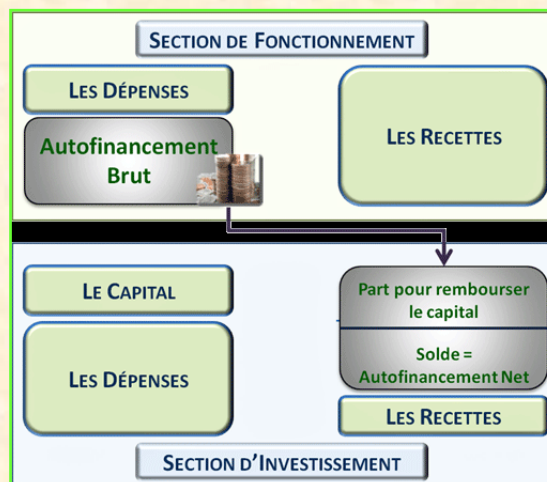 SECTION DE FONCTIONNEMENT
LES DÉPENSES
Autofinancement
Brut
LES RECETTES
LE CAPITAL
LES DÉPENSES
Part pour rembourser
le capital
Solde =
Autofinancement Net
LES RECETTES
SECTION D'INVESTISSEMENT